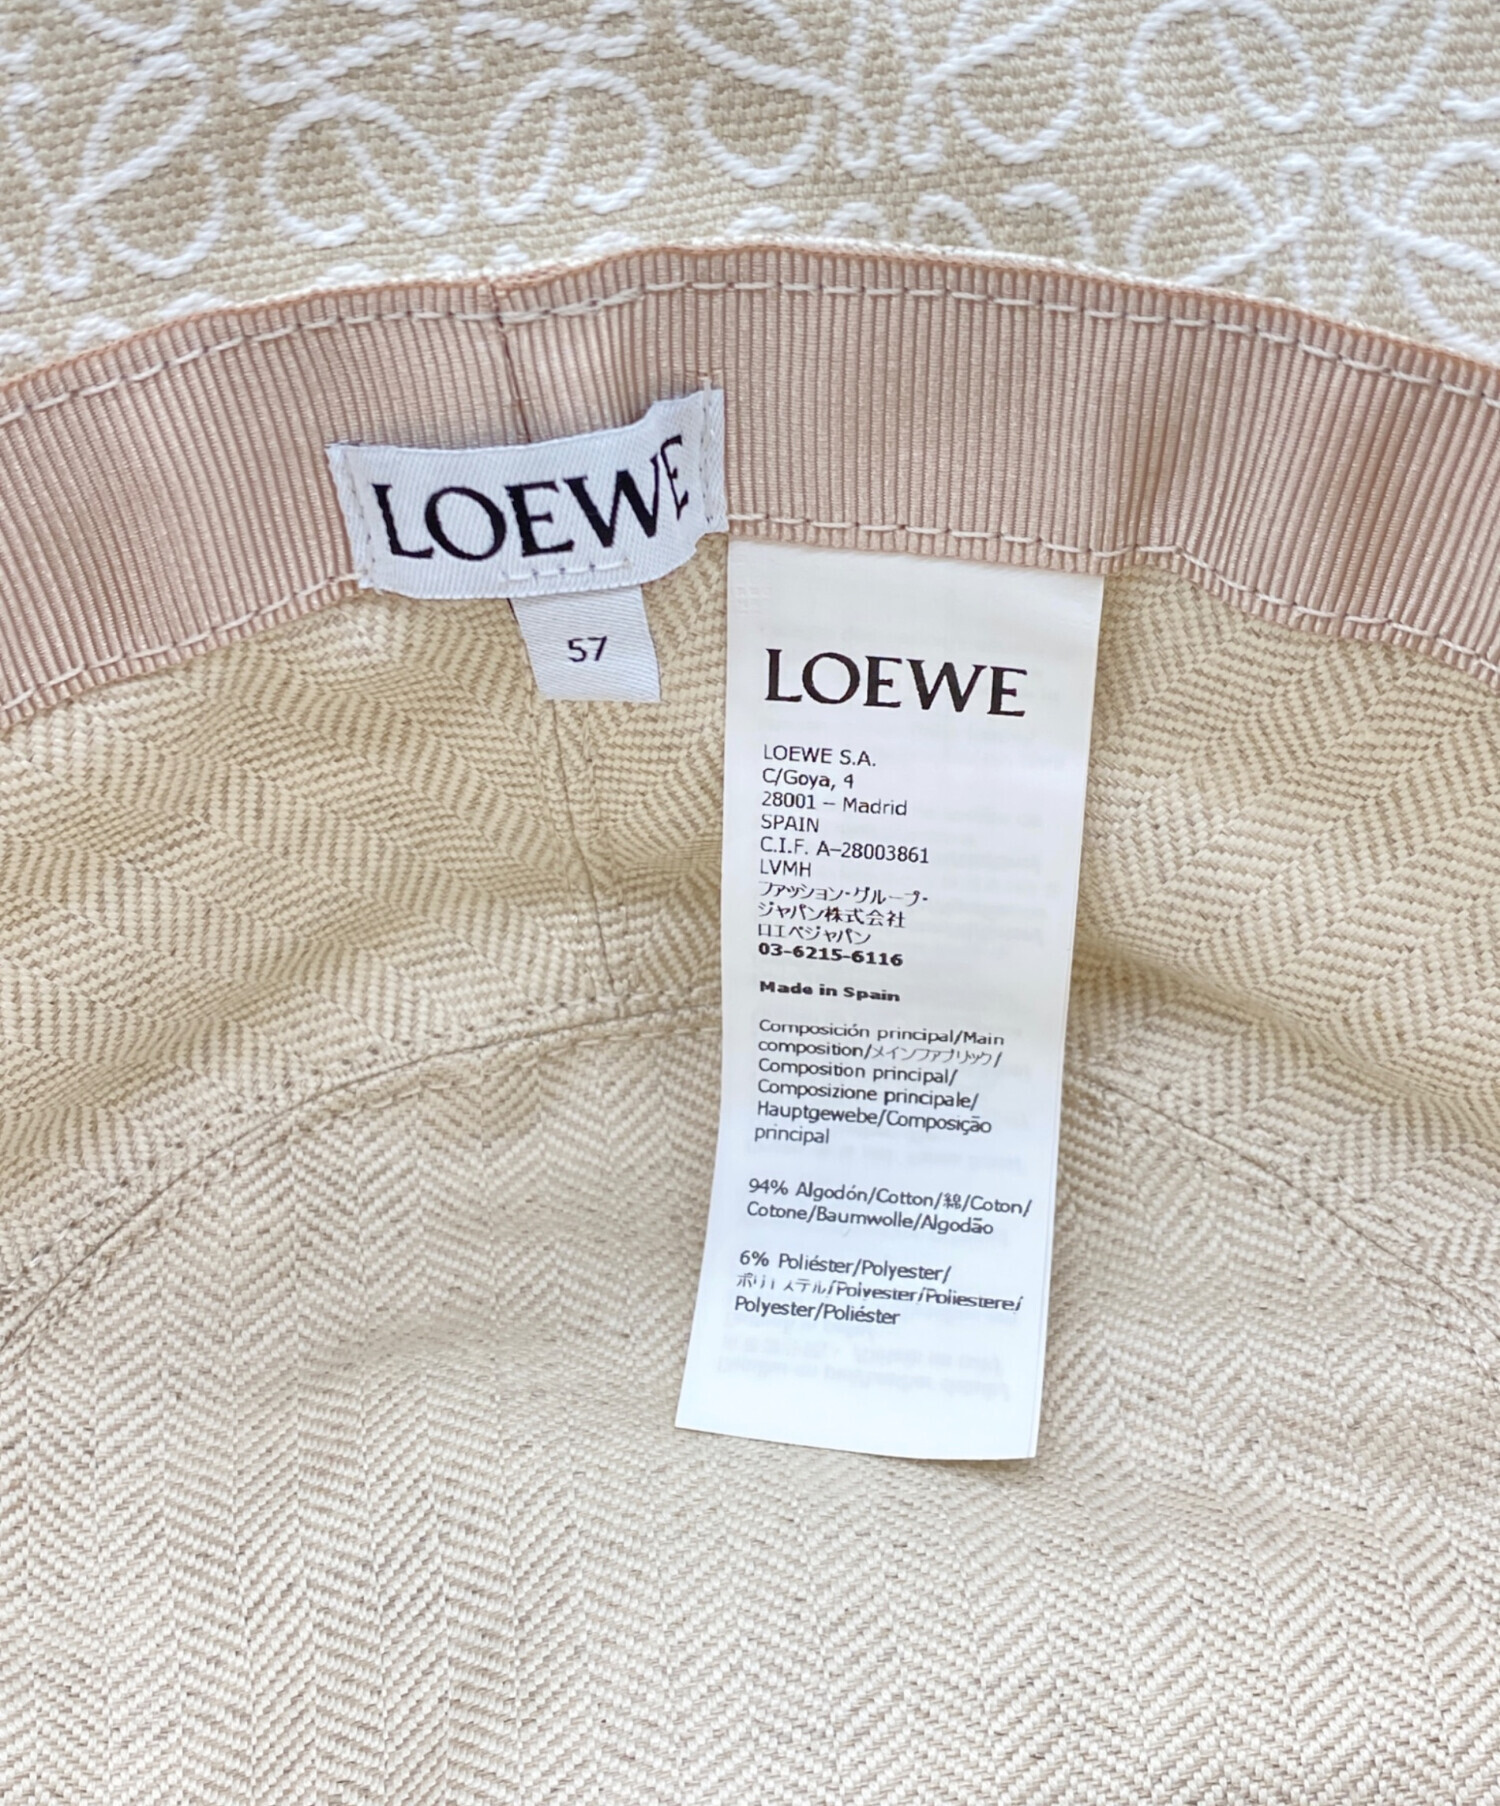 LOEWE
57
LOEWE
LOEWE S.A.
C/Goya, 4
28001 – Madrid
SPAIN
C.I.F. A–28003861
LVMH
ファッション・グループ・
ジャパン株式会社
ロエベジャパン
03-6215-6116
Made in Spain
Composición principal/Main
composition/メインファブリック/
Composition principal/
Composizione principale/
Hauptgewebe/Composição
principal
94% Algodón/Cotton/綿/Coton/
Cotone/Baumwolle/Algodão
6% Poliéster/Polyester/
ポリエステル/Polyester/Poliestere/
Polyester/Poliéster